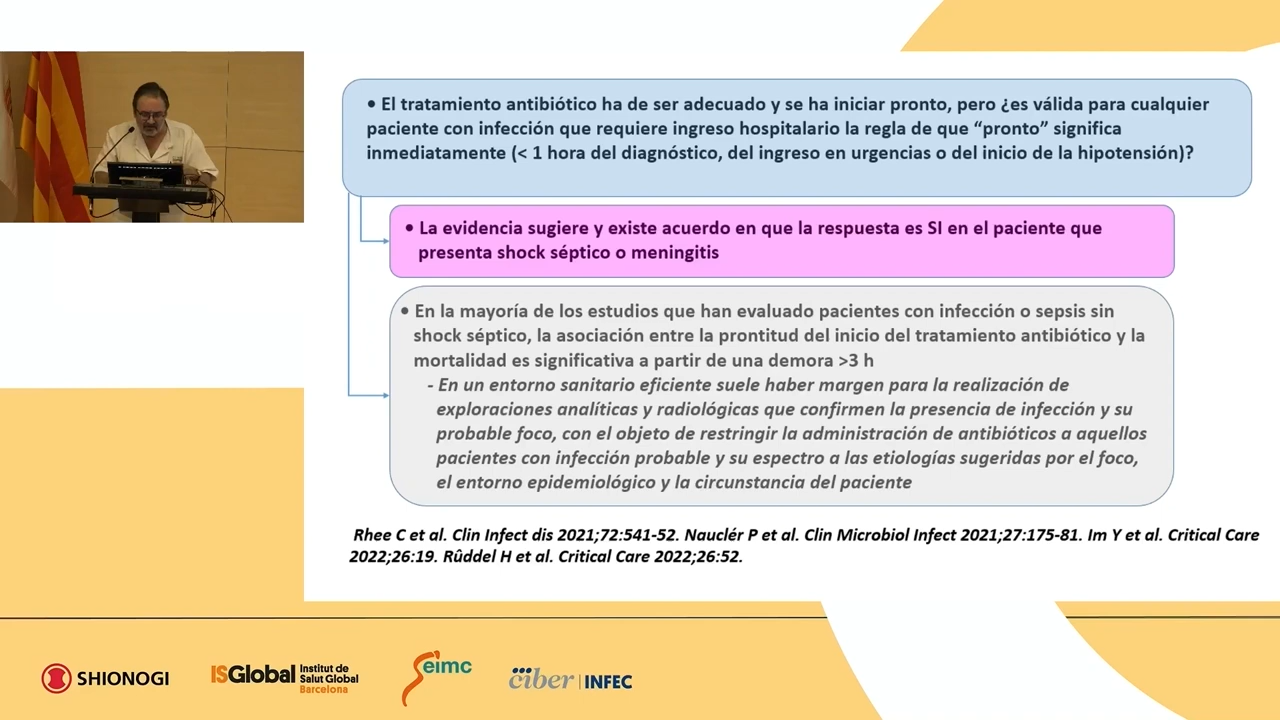 • El tratamiento antibiótico ha de ser adecuado y se ha iniciar pronto, pero ¿es válida para cualquier
paciente con infección que requiere ingreso hospitalario la regla de que “pronto” significa
inmediatamente (< 1 hora del diagnóstico, del ingreso en urgencias o del inicio de la hipotensión)?
• La evidencia sugiere y existe acuerdo en que la respuesta es SI en el paciente que
presenta shock séptico o meningitis
• En la mayoría de los estudios que han evaluado pacientes con infección o sepsis sin
shock séptico, la asociación entre la prontitud del inicio del tratamiento antibiótico y la
mortalidad es significativa a partir de una demora >3 h
- En un entorno sanitario eficiente suele haber margen para la realización de
exploraciones analíticas y radiológicas que confirmen la presencia de infección y su
probable foco, con el objeto de restringir la administración de antibióticos a aquellos
pacientes con infección probable y su espectro a las etiologías sugeridas por el foco,
el entorno epidemiológico y la circunstancia del paciente
Rhee C et al. Clin Infect dis 2021;72:541-52. Nauclér P et al. Clin Microbiol Infect 2021;27:175-81. Im Y et al. Critical Care
2022;26:19. Rûddel H et al. Critical Care 2022;26:52.
SHIONOGI
ISGlobal Institut de
Salut Global
Barcelona
Seimc
ciber | INFEC